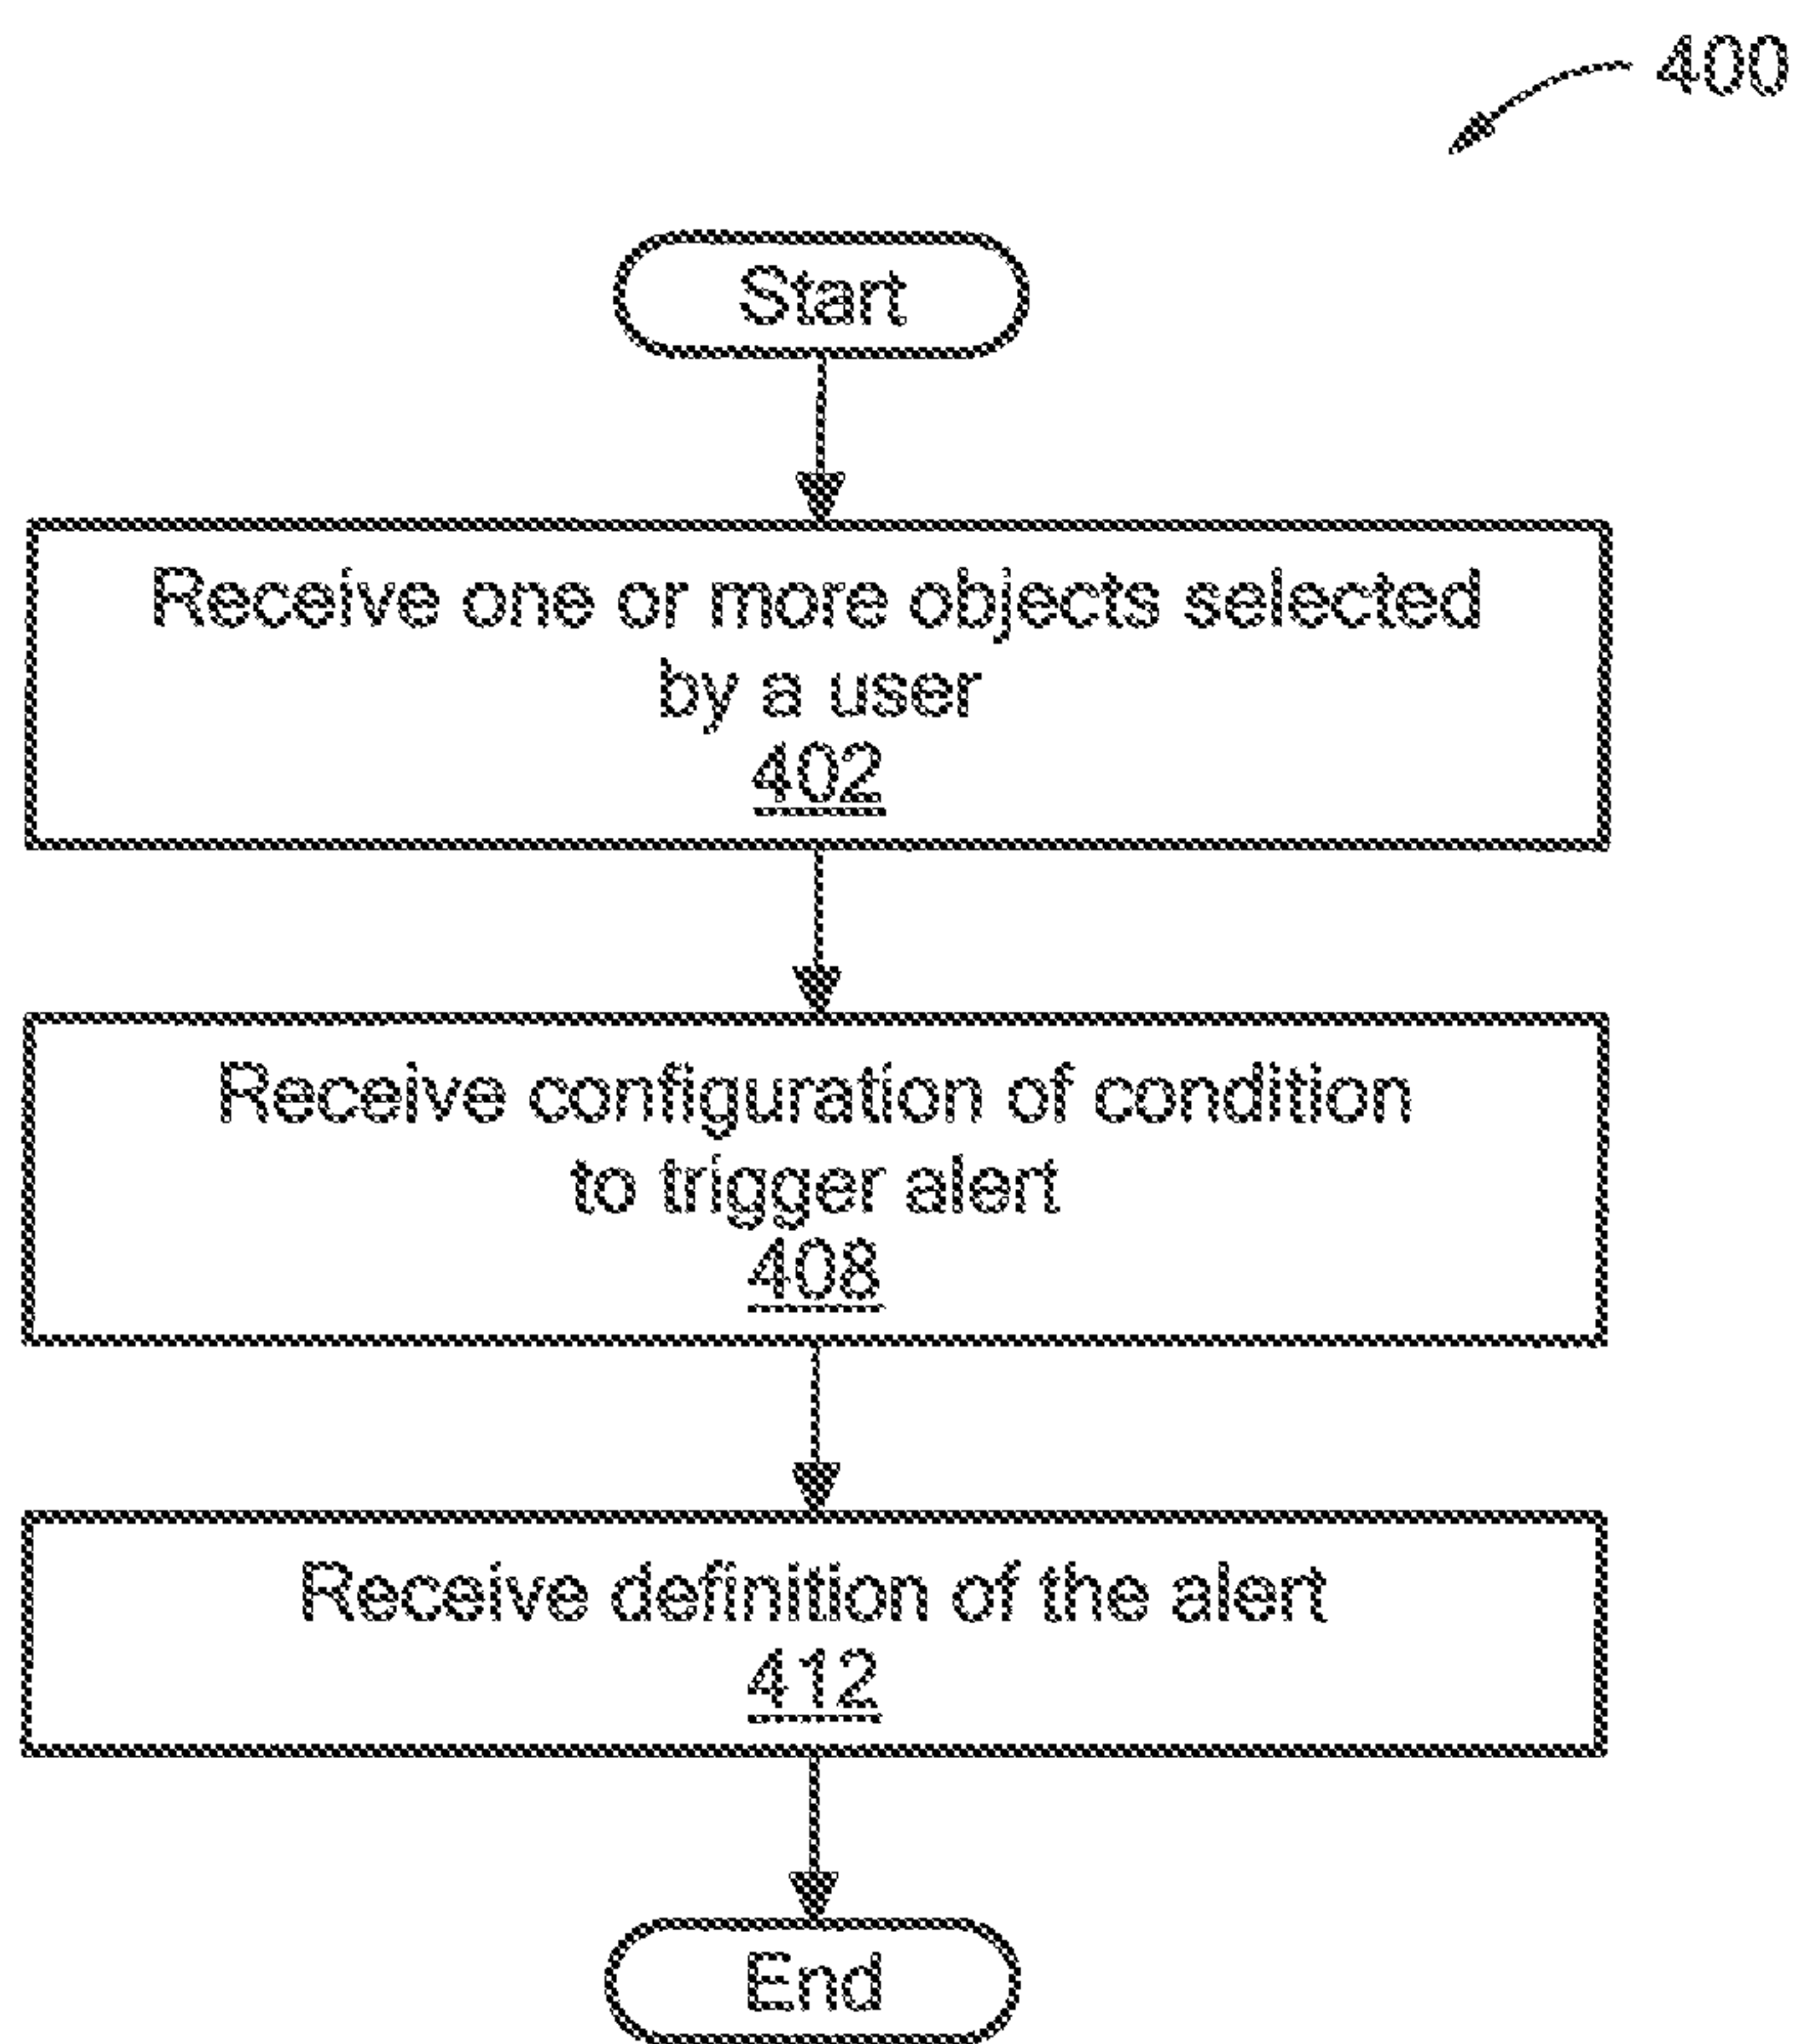 400
Start
Receive one or more objects selected
by a user
402
Receive configuration of condition
to trigger alert
408
Receive definition of the alert
412
End